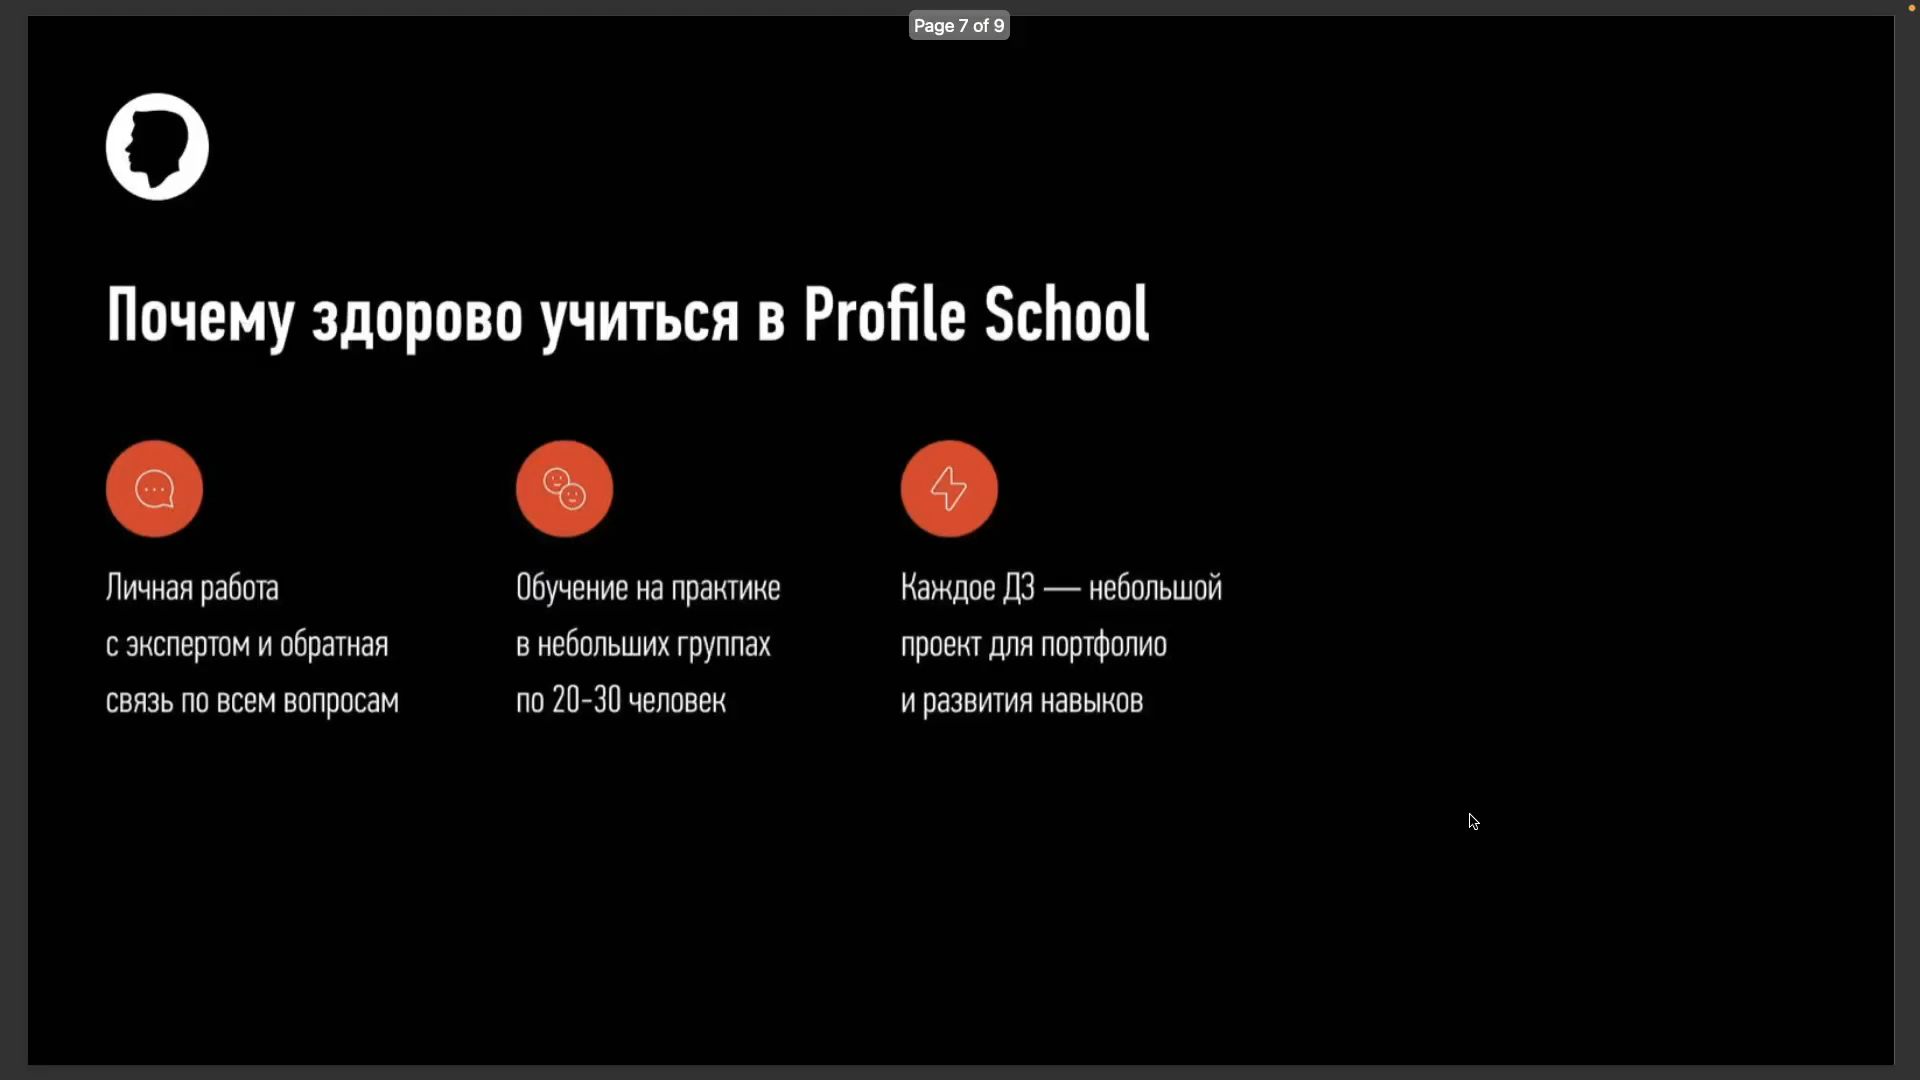 Page 7 of 9
Почему здорово учиться в Profile School
Личная работа
с экспертом и обратная
связь по всем вопросам
Обучение на практике
в небольших группах
по 20-30 человек
Каждое ДЗ — небольшой
проект для портфолио
и развития навыков